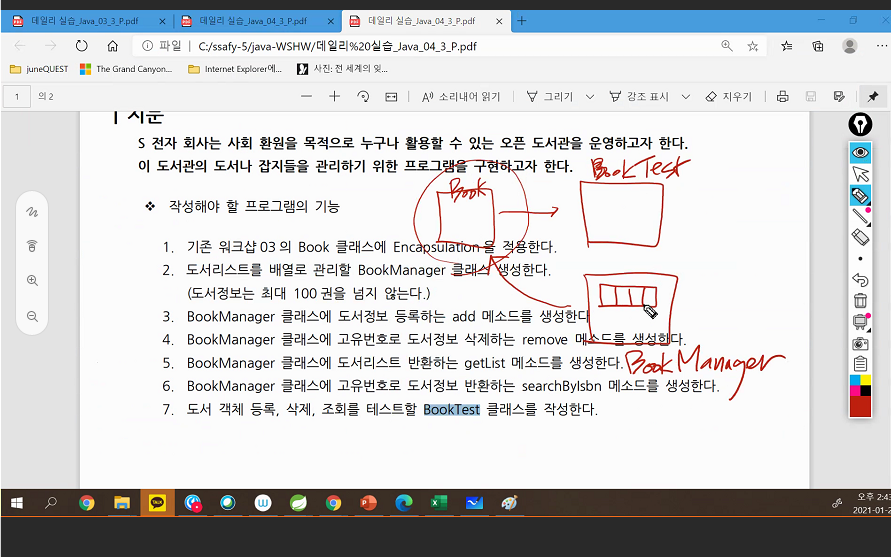 데일리 실습_Java_03_3_P.pdf
데일리 실습_Java_04_3_P.pdf
데일리 실습_Java_04_3_P.pdf
파일 | C:/ssafy-5/java-WSHW/데일리%20실습_Java_04_3_P.pdf
juneQUEST
The Grand Canyon...
Internet Explorer에...
사진: 전 세계의 잊...
1 의 2
소리내어 읽기
그리기
강조 표시
지우기
지문
S 전자 회사는 사회 환원을 목적으로 누구나 활용할 수 있는 오픈 도서관을 운영하고자 한다.
이 도서관의 도서나 잡지들을 관리하기 위한 프로그램을 구현하고자 한다.
BookTest
Book
❖ 작성해야 할 프로그램의 기능
1. 기존 워크샵 03 의 Book 클래스에 Encapsulation 을 적용한다.
2. 도서리스트를 배열로 관리할 BookManager 클래스 생성한다.
(도서정보는 최대 100 권을 넘지 않는다.)
3. BookManager 클래스에 도서정보 등록하는 add 메소드를 생성한다
4. BookManager 클래스에 고유번호로 도서정보 삭제하는 remove 메소드를 생성한다.
5. BookManager 클래스에 도서리스트 반환하는 getList 메소드를 생성한다.
BookManager
6. BookManager 클래스에 고유번호로 도서정보 반환하는 searchByIsbn 메소드를 생성한다.
7. 도서 객체 등록, 삭제, 조회를 테스트할 BookTest 클래스를 작성한다.
TALK
오후 2:43
2021-01-2